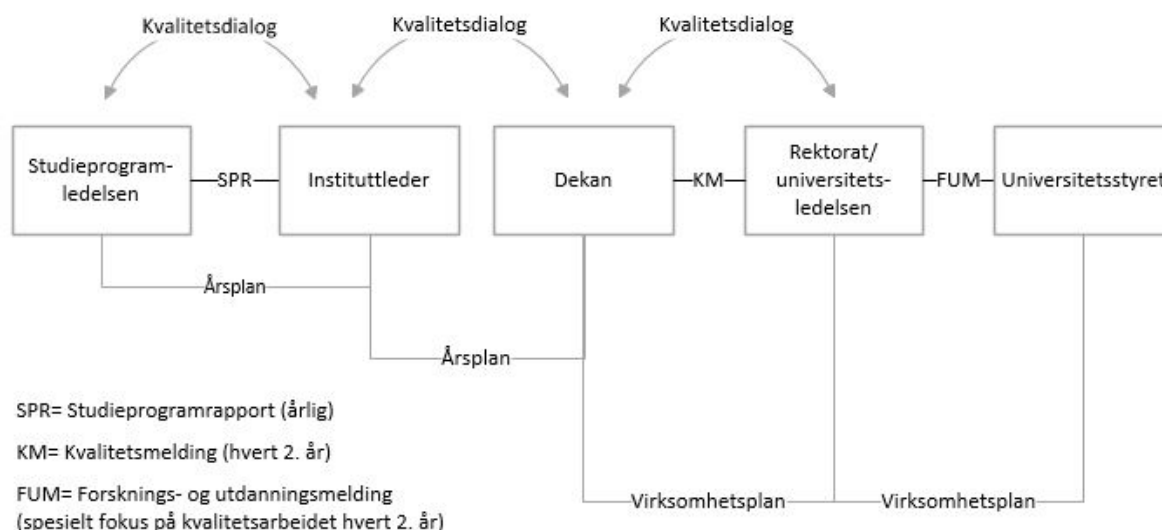 Kvalitetsdialog
Kvalitetsdialog
Kvalitetsdialog
Studieprogram-
ledelsen
SPR
Instituttleder
Dekan
KM
Rektorat/
universitets-
ledelsen
FUM
Universitetsstyret
Årsplan
Årsplan
SPR= Studieprogramrapport (årlig)
KM= Kvalitetsmelding (hvert 2. år)
FUM= Forsknings- og utdanningsmelding
(spesielt fokus på kvalitetsarbeidet hvert 2. år)
Virksomhetsplan
Virksomhetsplan